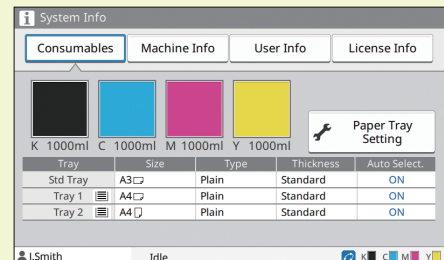 i System Info
Consumables Machine Info User Info License Info
K 1000ml C 1000ml M 1000ml Y 1000ml
Paper Tray
Setting
Tray Size Type Thickness Auto Select.
Std Tray A3 Plain Standard ON
Tray 1 A4 Plain Standard ON
Tray 2 A4 Plain Standard ON
J.Smith Idle K C M Y